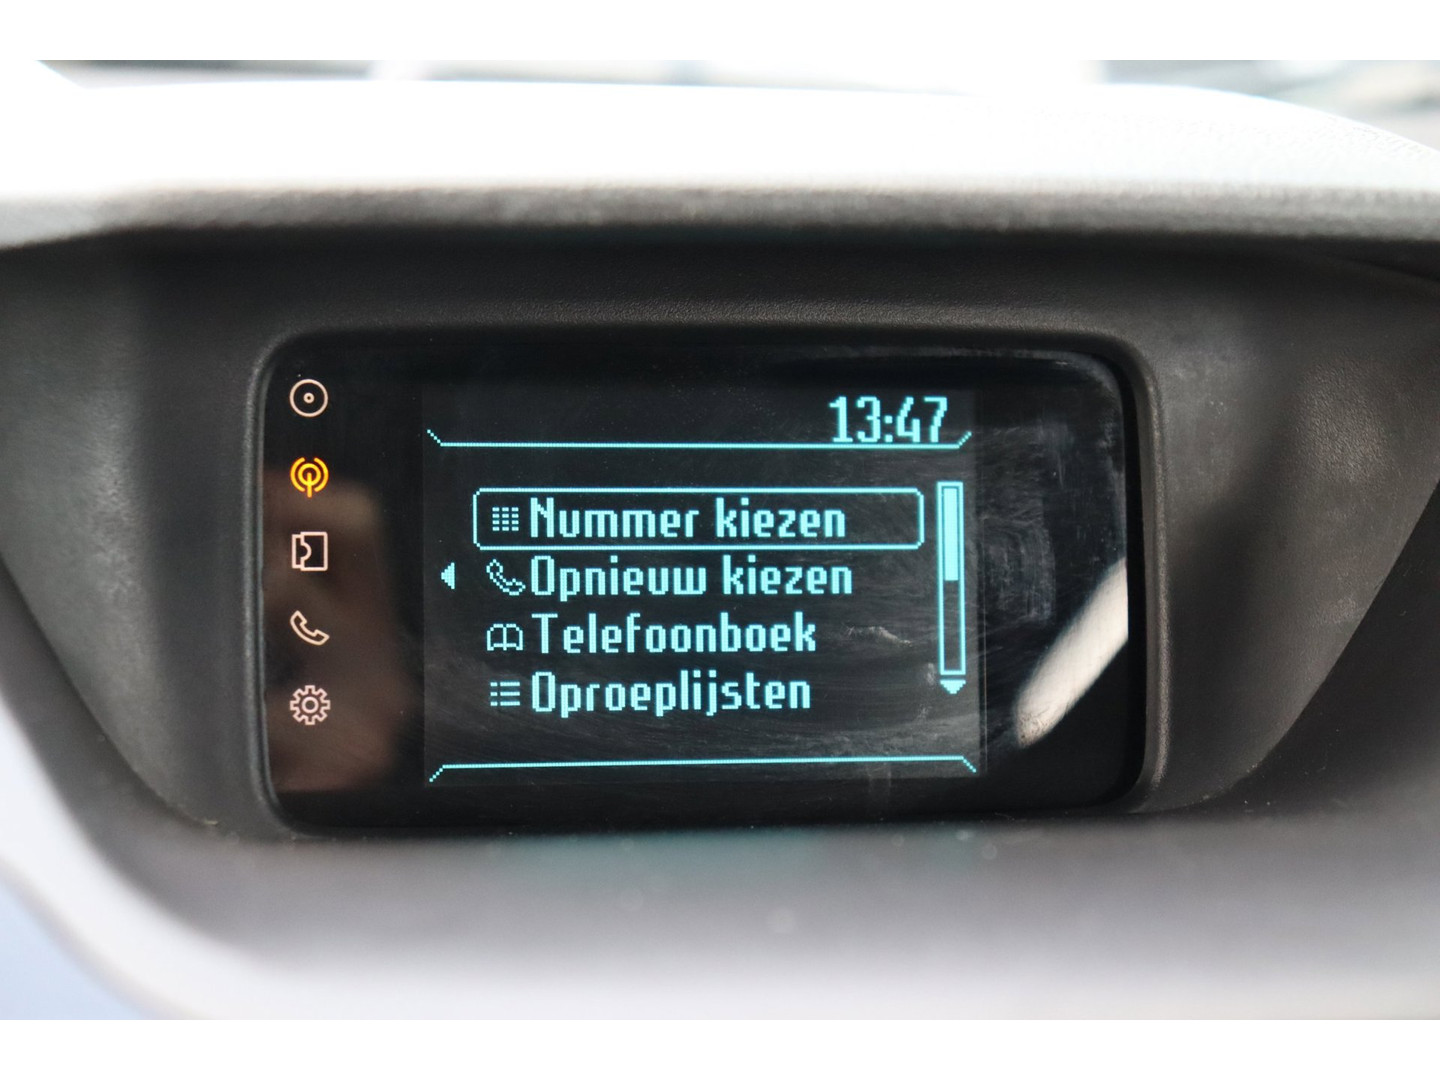 13:47
Nummer kiezen
Opnieuw kiezen
Telefoonboek
Oproeplijsten